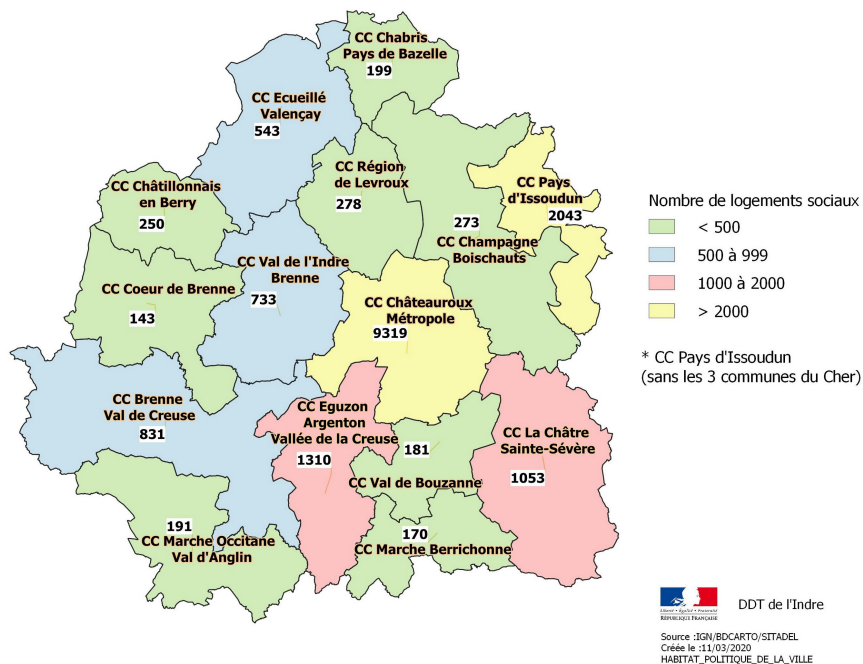 CC Chabris
Pays de Bazelle
199
CC Ecueillé
Valençay
543
CC Région
de Levroux
278
CC Pays
d'Issoudun
2043
CC Châtillonnais
en Berry
250
273
CC Champagne
Boischauts
CC Val de l'Indre
Brenne
733
CC Coeur de Brenne
143
CC Châteauroux
Métropole
9319
CC Brenne
Val de Creuse
831
CC Eguzon
Argenton
Vallée de la Creuse
1310
181
CC Val de Bouzanne
CC La Châtre
Sainte-Sévère
1053
191
CC Marche Occitane
Val d'Anglin
170
CC Marche Berrichonne
Nombre de logements sociaux
< 500
500 à 999
1000 à 2000
> 2000
* CC Pays d'Issoudun
(sans les 3 communes du Cher)
Liberté • Égalité • Fraternité
RÉPUBLIQUE FRANÇAISE
DDT de l'Indre
Source :IGN/BDCARTO/SITADEL
Créée le :11/03/2020
HABITAT_POLITIQUE_DE_LA_VILLE